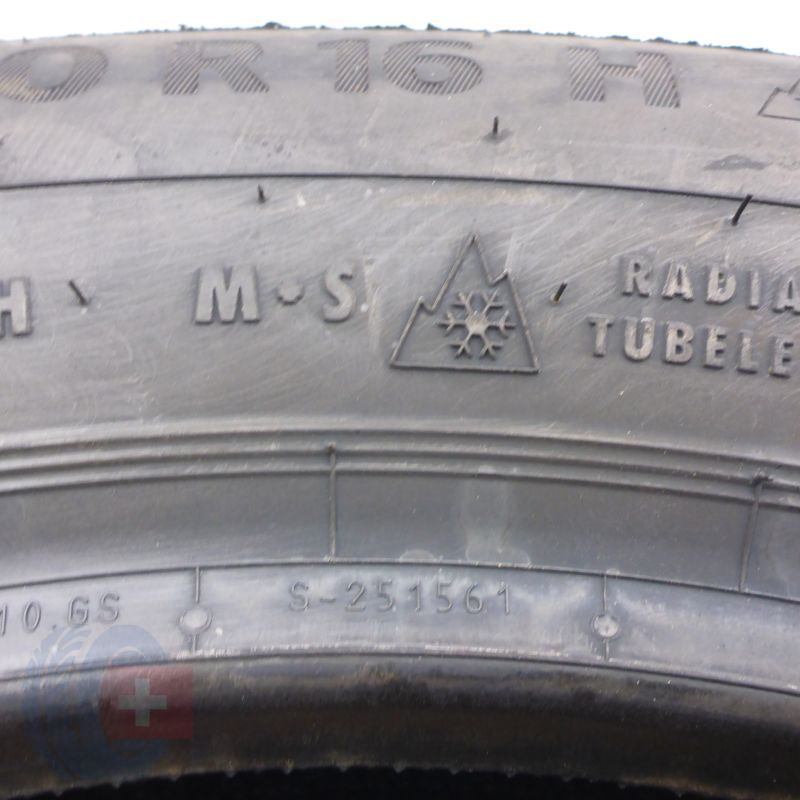 0 R 16 H
H M+S RADIA
TUBELE
10.GS S-251561